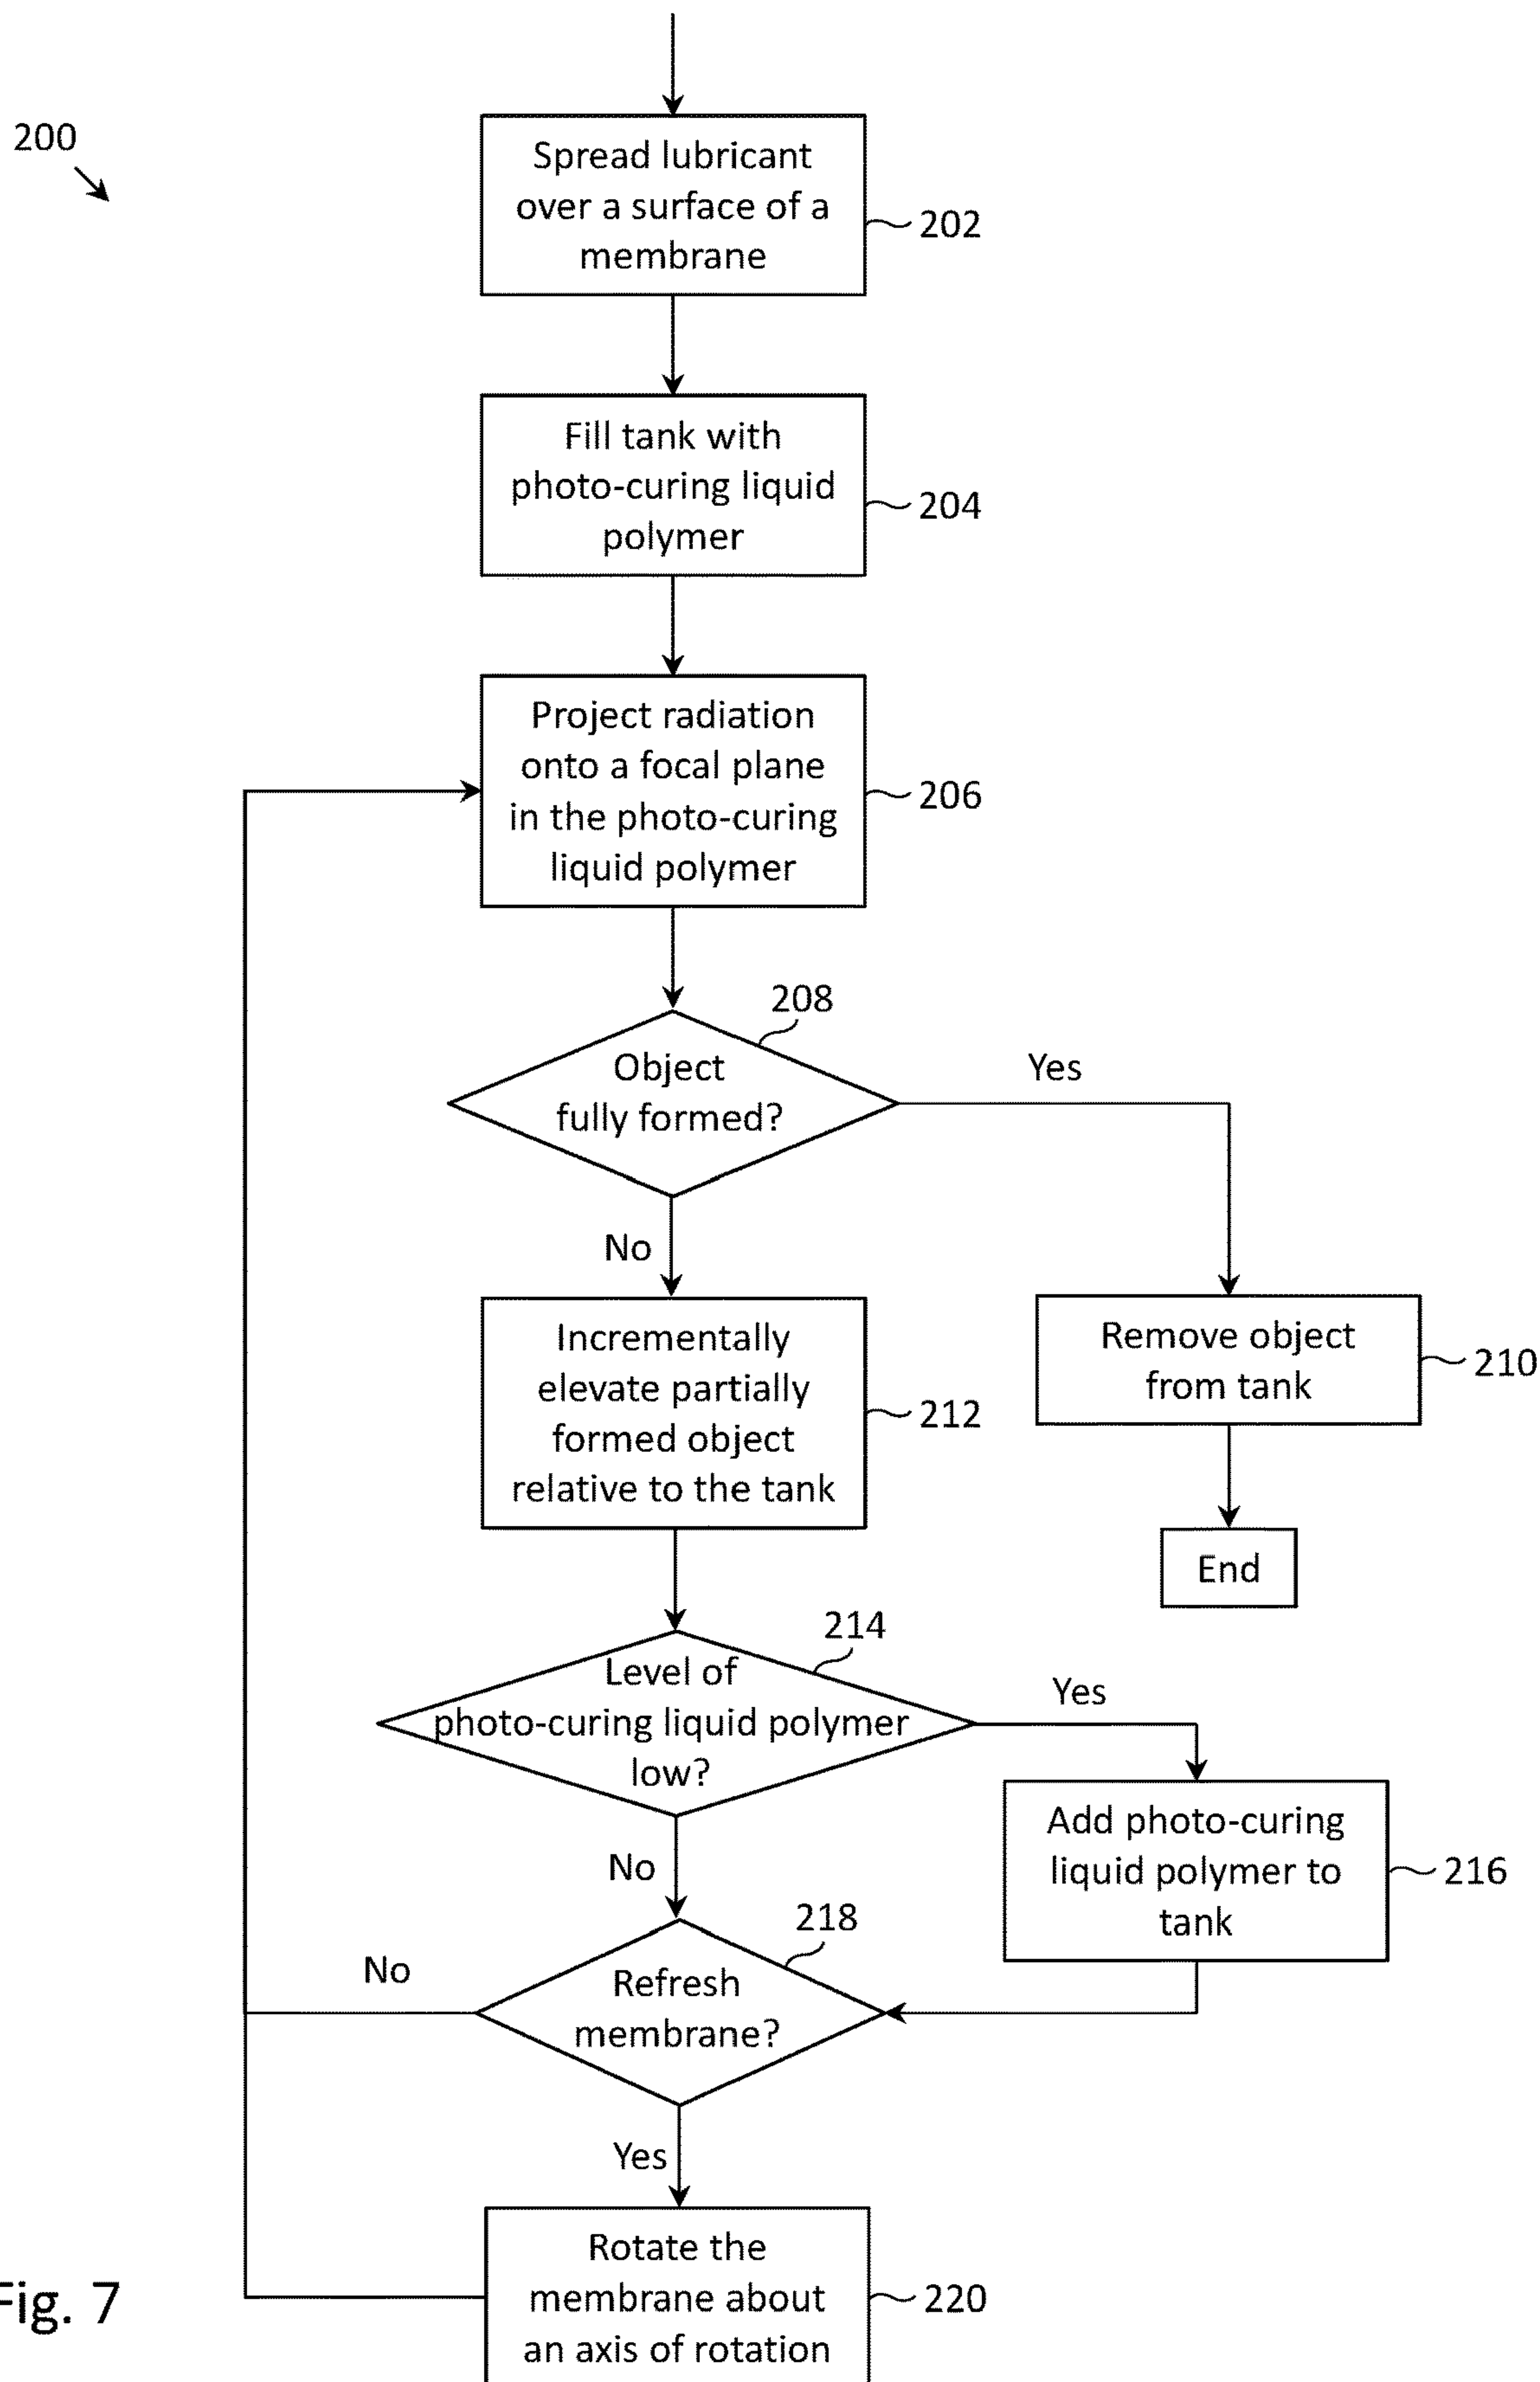 200
Spread lubricant
over a surface of a
membrane
202
Fill tank with
photo-curing liquid
polymer
204
Project radiation
onto a focal plane
in the photo-curing
liquid polymer
206
208
Object
fully formed?
Yes
No
Incrementally
elevate partially
formed object
relative to the tank
212
Remove object
from tank
210
End
214
Level of
photo-curing liquid polymer
low?
Yes
No
Add photo-curing
liquid polymer to
tank
216
218
Refresh
membrane?
No
Yes
Rotate the
membrane about
an axis of rotation
220
Fig. 7